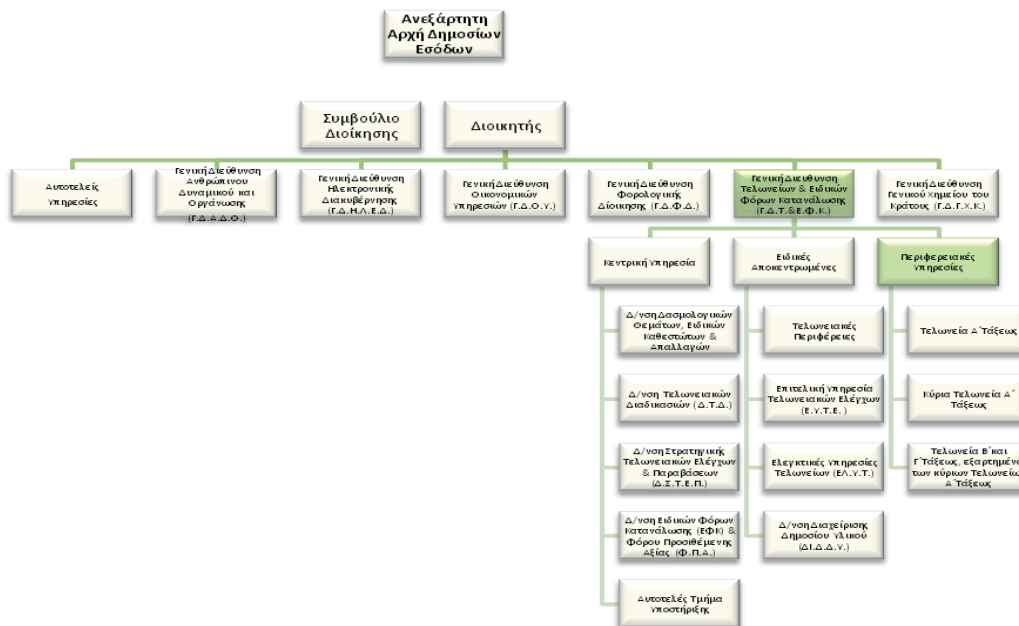 Ανεξάρτητη
Αρχή Δημοσίων
Εσόδων
Συμβούλιο
Διοίκησης
Διοικητής
Αυτοτελείς
Υπηρεσίες
Γενική Διεύθυνση
Ανθρώπινου
Δυναμικού και
Οργάνωσης
(Γ.Δ.Α.Δ.Ο.)
Γενική Διεύθυνση
Ηλεκτρονικής
Διακυβέρνησης
(Γ.Δ.ΗΛ.Ε.Δ.)
Γενική Διεύθυνση
Οικονομικών
Υπηρεσιών (Γ.Δ.Ο.Υ.)
Γενική Διεύθυνση
Φορολογικής
Δίοικησης (Γ.Δ.Φ.Δ.)
Γενική Διευθυνση
Τελωνείων & Ειδικών
Φόρων Κατανάλωσης
(Γ.Δ.Τ.&Ε.Φ.Κ.)
Γενική Διεύθυνση
Γενικού Χημείου του
Κράτους (Γ.Δ.Γ.Χ.Κ.)
Κεντρική Υπηρεσία
Ειδικές
Αποκεντρωμένες
Περιφερειακές
Υπηρεσίες
Δ/νση Δασμολογικών
Θεμάτων, Ειδικών
Καθεστώτων &
Απαλλαγών
Τελωνειακές
Περιφέρειες
Τελωνεία Α΄Τάξεως
Δ/νση Τελωνειακών
Διαδικασιών (Δ.Τ.Δ.)
Επιτελική Υπηρεσία
Τελωνειακών Ελέγχων
(Ε.Υ.Τ.Ε. )
Κύρια Τελωνεία Α΄
Τάξεως
Δ/νση Στρατηγικής
Τελωνειακών Ελέγχων
& Παραβάσεων
(Δ.Σ.Τ.Ε.Π.)
Ελεγκτικές Υπηρεσίες
Τελωνείων (ΕΛ.Υ.Τ.)
Τελωνεία Β΄και
Γ΄Τάξεως, εξαρτημένα
των κύριων Τελωνείων
Α΄Τάξεως
Δ/νση Ειδικών Φόρων
Κατανάλωσης (ΕΦΚ) &
Φόρου Προσιθέμενης
Αξίας (Φ.Π.Α.)
Δ/νση Διαχείρισης
Δημοσίου Υλικού
(ΔΙ.Δ.Δ.Υ.)
Αυτοτελές Τμήμα
Υποστήριξης